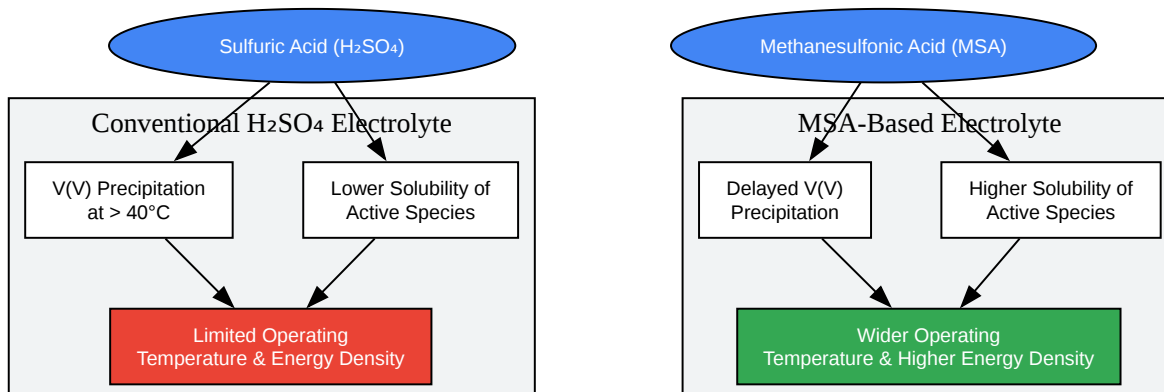 Sulfuric Acid (H₂SO₄)
Conventional H₂SO₄ Electrolyte
V(V) Precipitation
at > 40°C
Lower Solubility of
Active Species
Limited Operating
Temperature & Energy Density
Methanesulfonic Acid (MSA)
MSA-Based Electrolyte
Delayed V(V)
Precipitation
Higher Solubility of
Active Species
Wider Operating
Temperature & Higher Energy Density